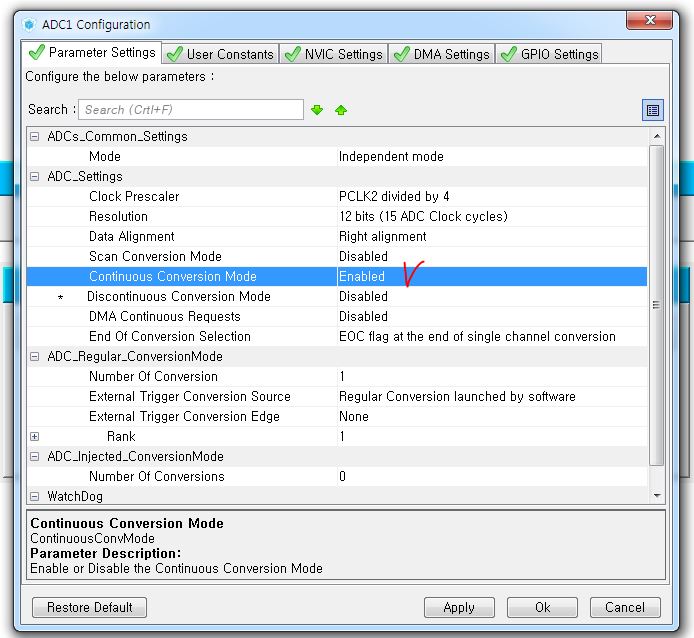 ADC1 Configuration
Parameter Settings User Constants NVIC Settings DMA Settings GPIO Settings
Configure the below parameters :
Search : Search (Crtl+F)
ADCs_Common_Settings
Mode Independent mode
ADC_Settings
Clock Prescaler PCLK2 divided by 4
Resolution 12 bits (15 ADC Clock cycles)
Data Alignment Right alignment
Scan Conversion Mode Disabled
Continuous Conversion Mode Enabled
* Discontinuous Conversion Mode Disabled
DMA Continuous Requests Disabled
End Of Conversion Selection EOC flag at the end of single channel conversion
ADC_Regular_ConversionMode
Number Of Conversion 1
External Trigger Conversion Source Regular Conversion launched by software
External Trigger Conversion Edge None
Rank 1
ADC_Injected_ConversionMode
Number Of Conversions 0
WatchDog
Continuous Conversion Mode
ContinuousConvMode
Parameter Description:
Enable or Disable the Continuous Conversion Mode
Restore Default Apply Ok Cancel